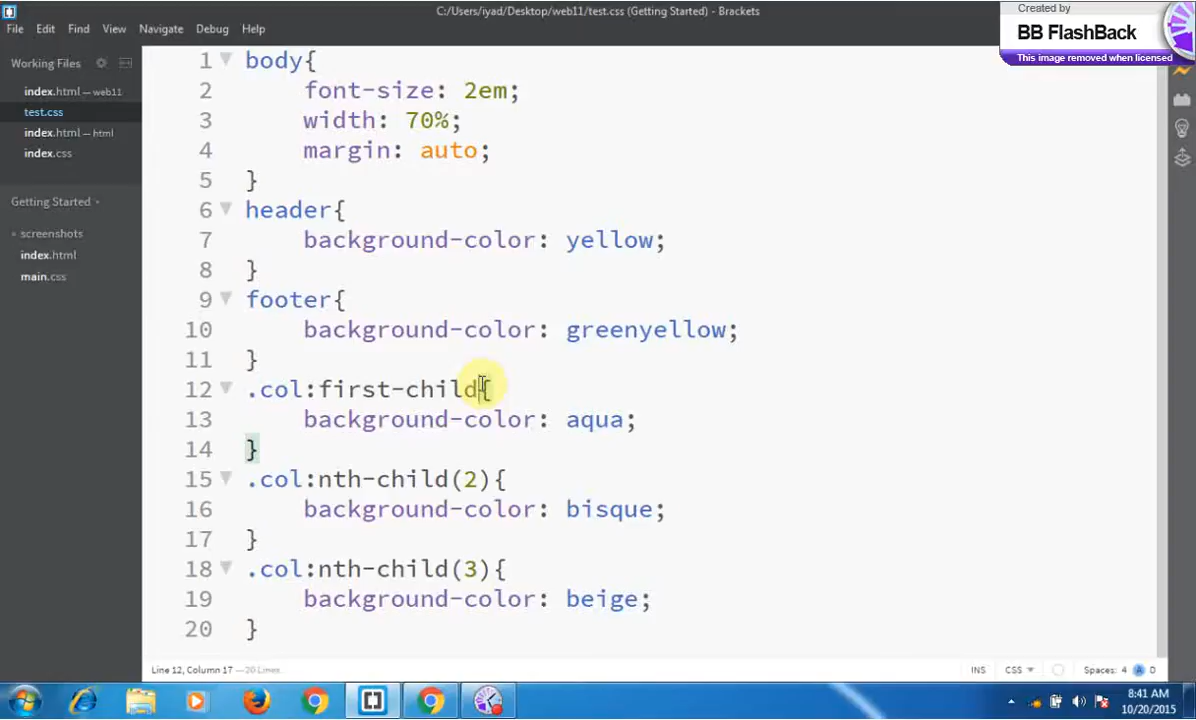 C:/Users/iyad/Desktop/web11/test.css (Getting Started) - Brackets
Created by
BB FlashBack
This image removed when licensed
File Edit Find View Navigate Debug Help
Working Files
index.html — web11
test.css
index.html — html
index.css
Getting Started
screenshots
index.html
main.css
1 body{
2 font-size: 2em;
3 width: 70%;
4 margin: auto;
5 }
6 header{
7 background-color: yellow;
8 }
9 footer{
10 background-color: greenyellow;
11 }
12 .col:first-child{
13 background-color: aqua;
14 }
15 .col:nth-child(2){
16 background-color: bisque;
17 }
18 .col:nth-child(3){
19 background-color: beige;
20 }
Line 12, Column 17 — 20 Lines
INS CSS Spaces: 4 A 0
8:41 AM
10/20/2015